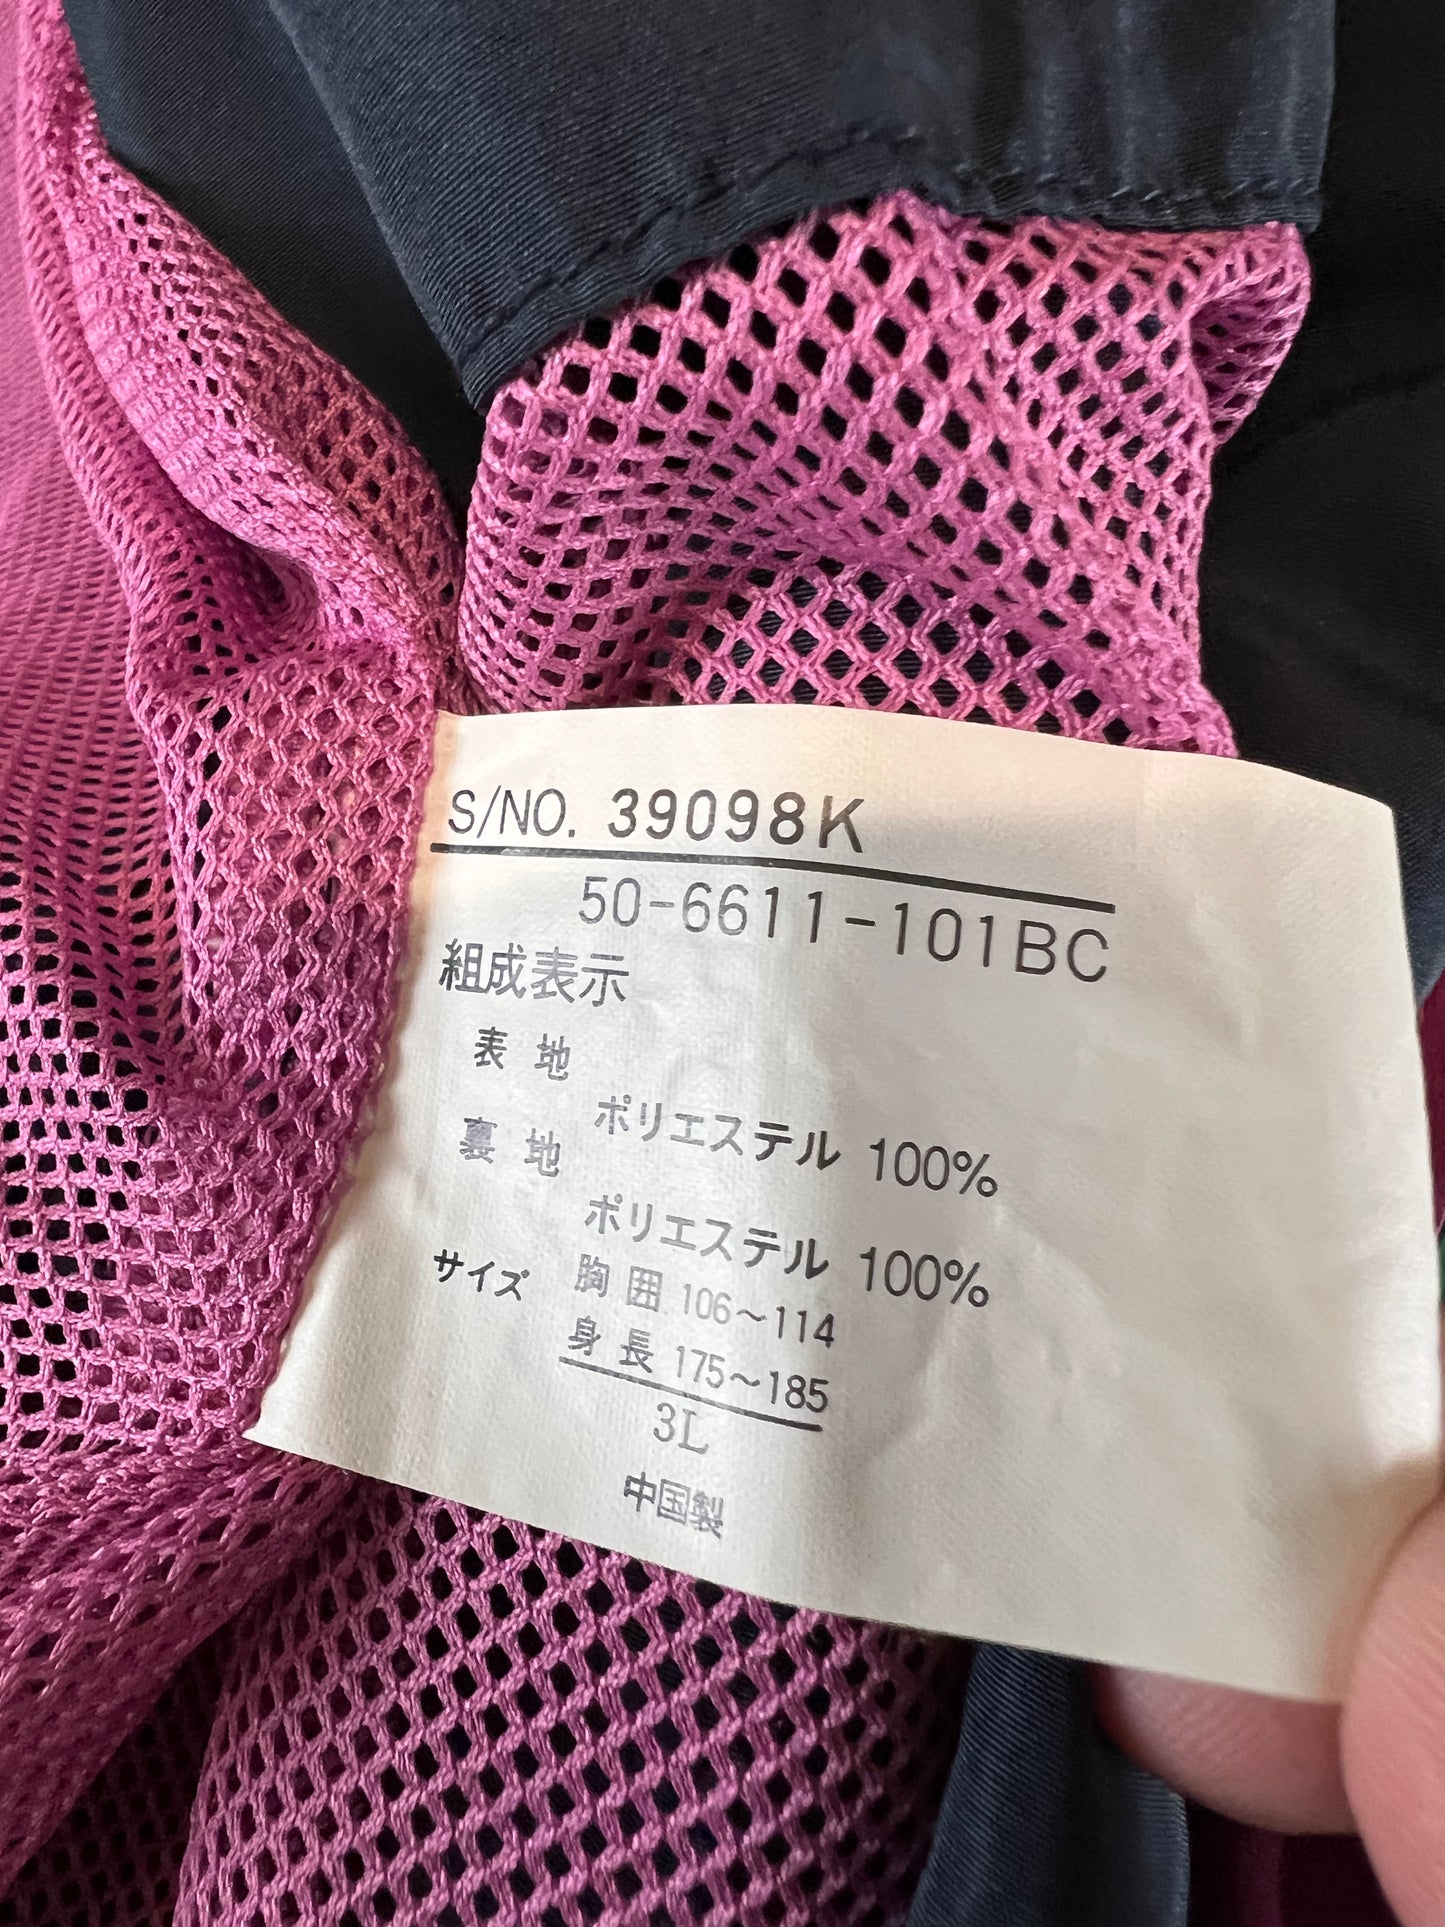 S/NO. 39098K
50-6611-101BC
組成表示
表 地
ポリエステル 100%
裏 地
ポリエステル 100%
サイズ 胸 囲 106〜114
身 長 175〜185
3L
中国製